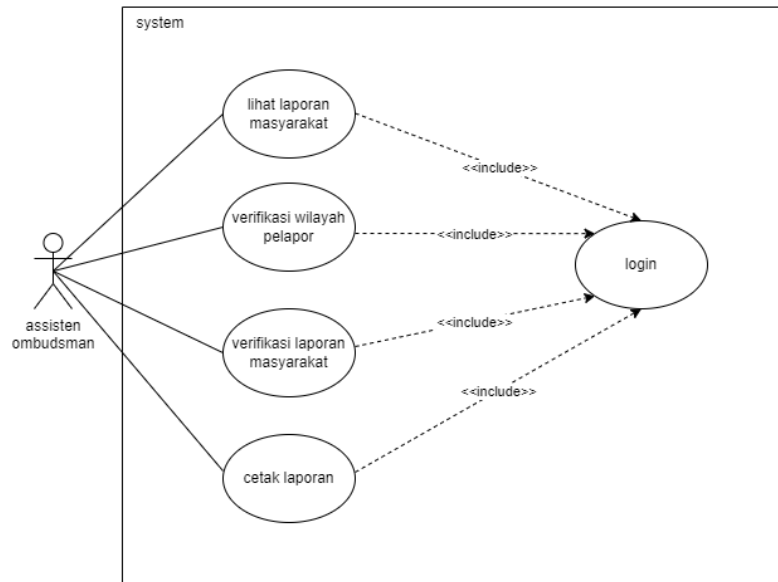 system
lihat laporan
masyarakat
<<include>>
verifikasi wilayah
pelapor
<<include>>
login
assisten
ombudsman
verifikasi laporan
masyarakat
<<include>>
cetak laporan
<<include>>